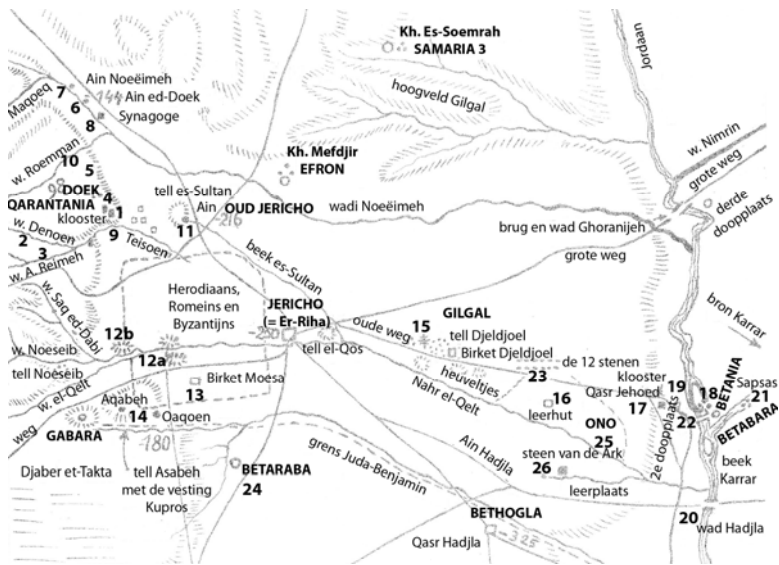 Kh. Es-Soemrah
SAMARIA 3
Jordaan
hoogveld Gilgal
Ain Noeëimeh
7
144
Ain ed-Doek
6
Synagoge
8
Maqoeq
w. Nimrin
grote weg
w. Roemman
10
5
98
DOEK
QARANTANIA
4
klooster
1
Kh. Mefdjir
EFRON
tell es-Sultan
Ain
OUD JERICHO
216
11
wadi Noeëimeh
derde
doopplaats
brug en wad Ghoranijeh
grote weg
w. Denoen
2
3
9
Teisoen
w. A. Reimeh
beek es-Sultan
w. Saq ed-Dabi
Herodiaans,
Romeins en
Byzantijns
JERICHO
(= Er-Riha)
250
oude weg
15
GILGAL
tell Djeldjoel
Birket Djeldjoel
bron Karrar
12b
12a
w. Noeseib
tell Noeseib
w. el-Qelt
tell el-Qos
heuveltjes
Nahr el-Qelt
de 12 stenen
23
klooster
19
18
Qasr Jehoed
17
BETANIA
Sapsas
21
BETABARA
22
13
Birket Moesa
16
leerhut
ONO
25
2e doopplaats
weg
Aqabeh
14
Qaqoen
GABARA
180
Djaber et-Takta
tell Asabeh
met de vesting
Kupros
BETARABA
24
grens Juda-Benjamin
Ain Hadjla
steen van de Ark
26
leerplaats
beek
Karrar
BETHOGLA
Qasr Hadjla
325
20
wad Hadjla